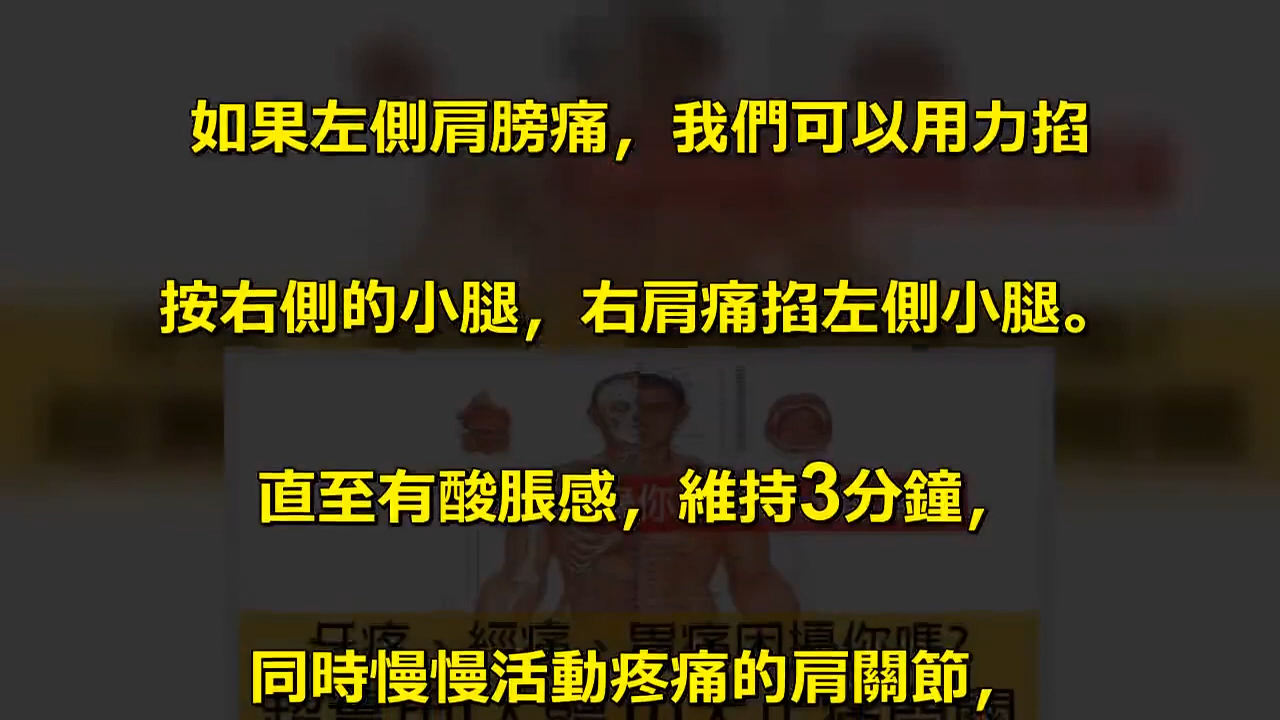 如果左側肩膀痛，我們可以用力掐
按右側的小腿，右肩痛掐左側小腿。
直至有酸脹感，維持3分鐘，
同時慢慢活動疼痛的肩關節，